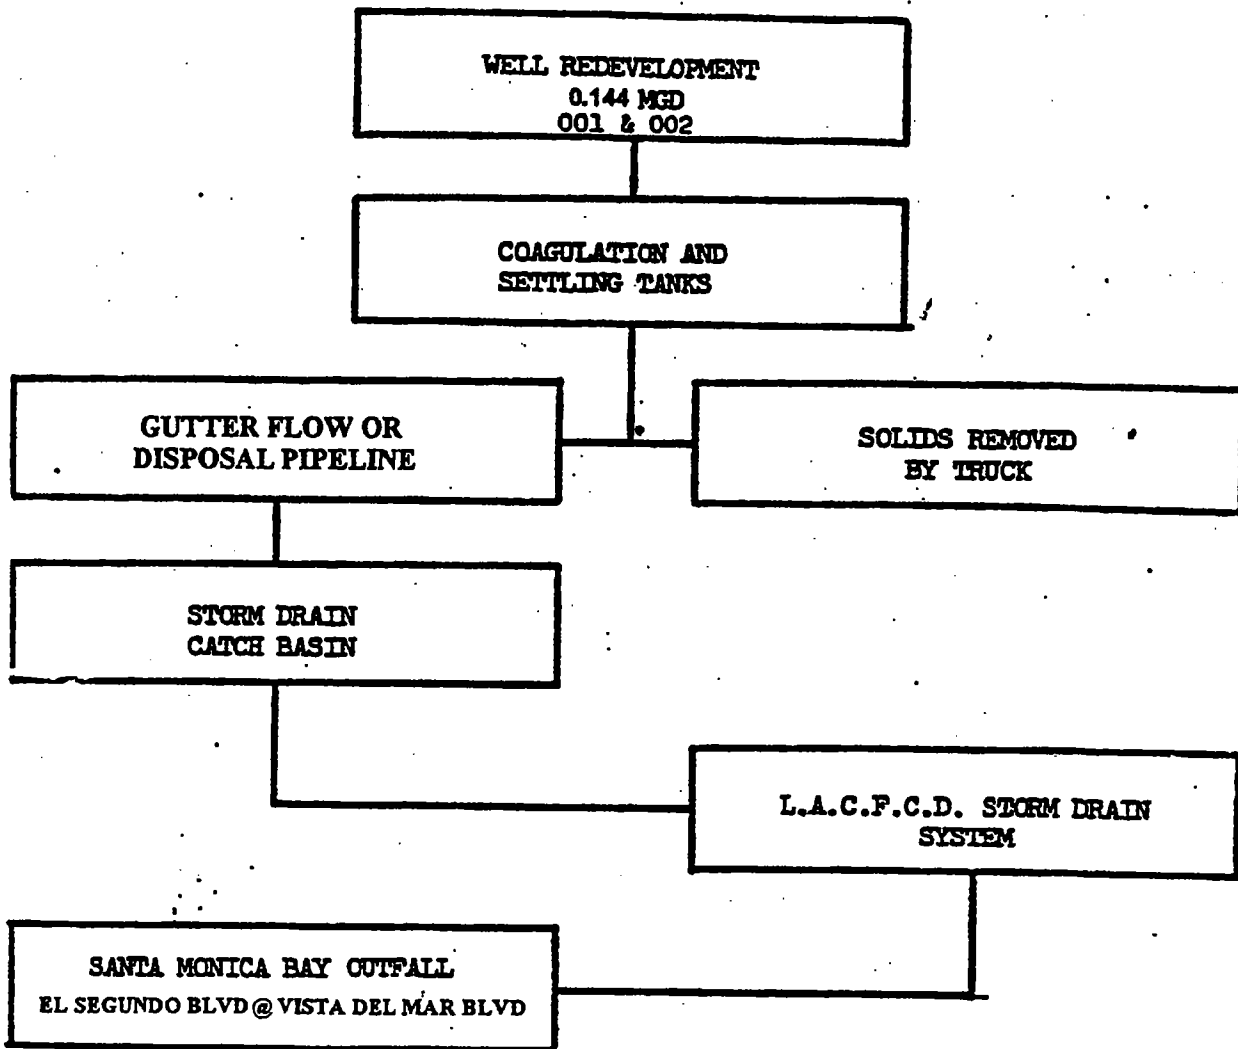 WELL REDEVELOPMENT
0.144 MGD
001 & 002
COAGULATION AND
SETTLING TANKS
GUTTER FLOW OR
DISPOSAL PIPELINE
SOLIDS REMOVED
BY TRUCK
STORM DRAIN
CATCH BASIN
L.A.C.F.C.D. STORM DRAIN
SYSTEM
SANTA MONICA BAY OUTFALL
EL SEGUNDO BLVD @ VISTA DEL MAR BLVD